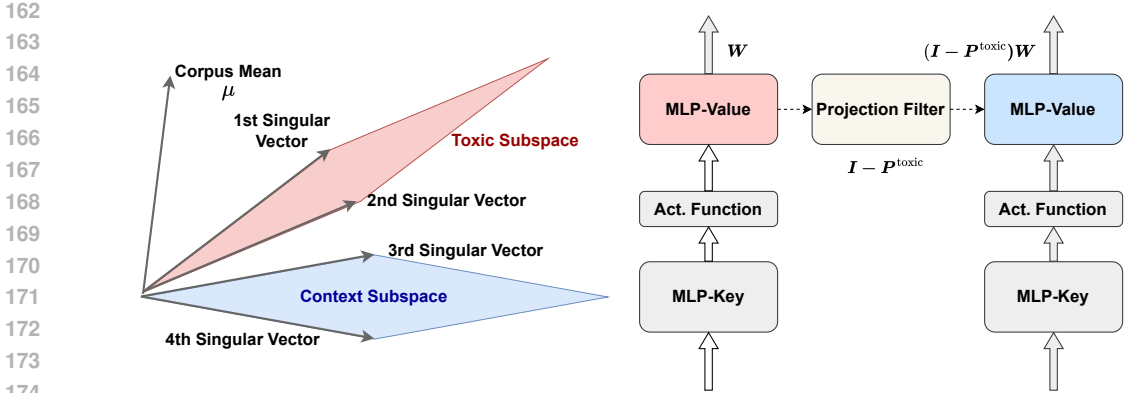 162
163
164
165
166
167
168
169
170
171
172
173
174
Corpus Mean
μ
1st Singular
Vector
Toxic Subspace
2nd Singular Vector
3rd Singular Vector
Context Subspace
4th Singular Vector
W
MLP-Value
Act. Function
MLP-Key
Projection Filter
I − P^toxic
(I − P^toxic)W
MLP-Value
Act. Function
MLP-Key